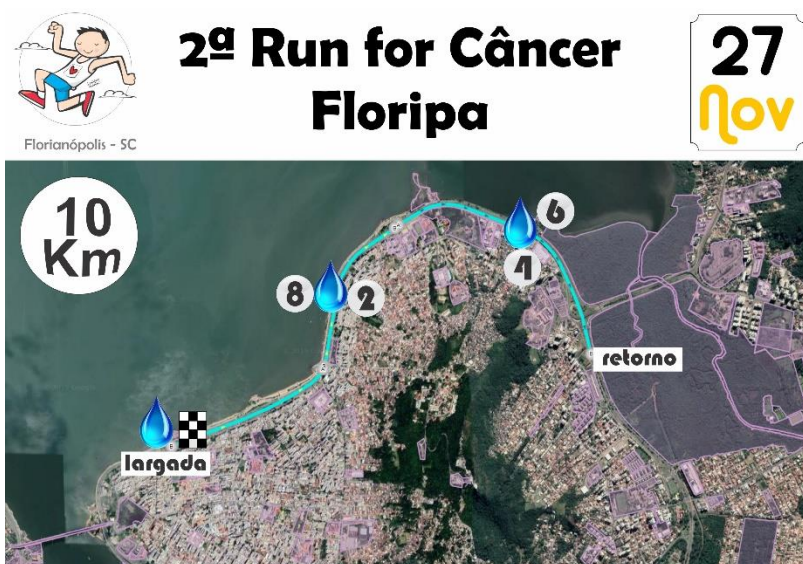 2ª Run for Câncer
Floripa
27
Nov
Florianópolis - SC
10
Km
6
4
8
2
retorno
largada